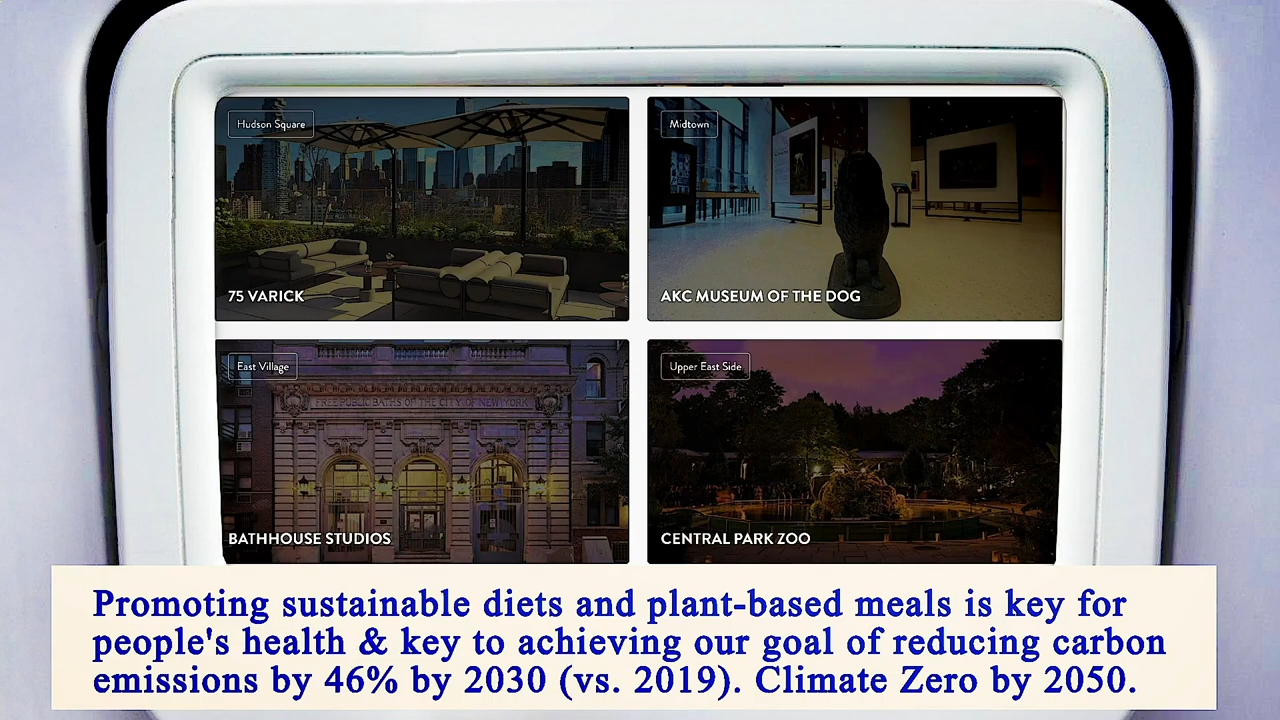 Hudson Square
75 VARICK
Midtown
AKC MUSEUM OF THE DOG
East Village
FREE PUBLIC BATHS OF THE CITY OF NEW YORK
BATHHOUSE STUDIOS
Upper East Side
CENTRAL PARK ZOO
Promoting sustainable diets and plant-based meals is key for
people's health & key to achieving our goal of reducing carbon
emissions by 46% by 2030 (vs. 2019). Climate Zero by 2050.